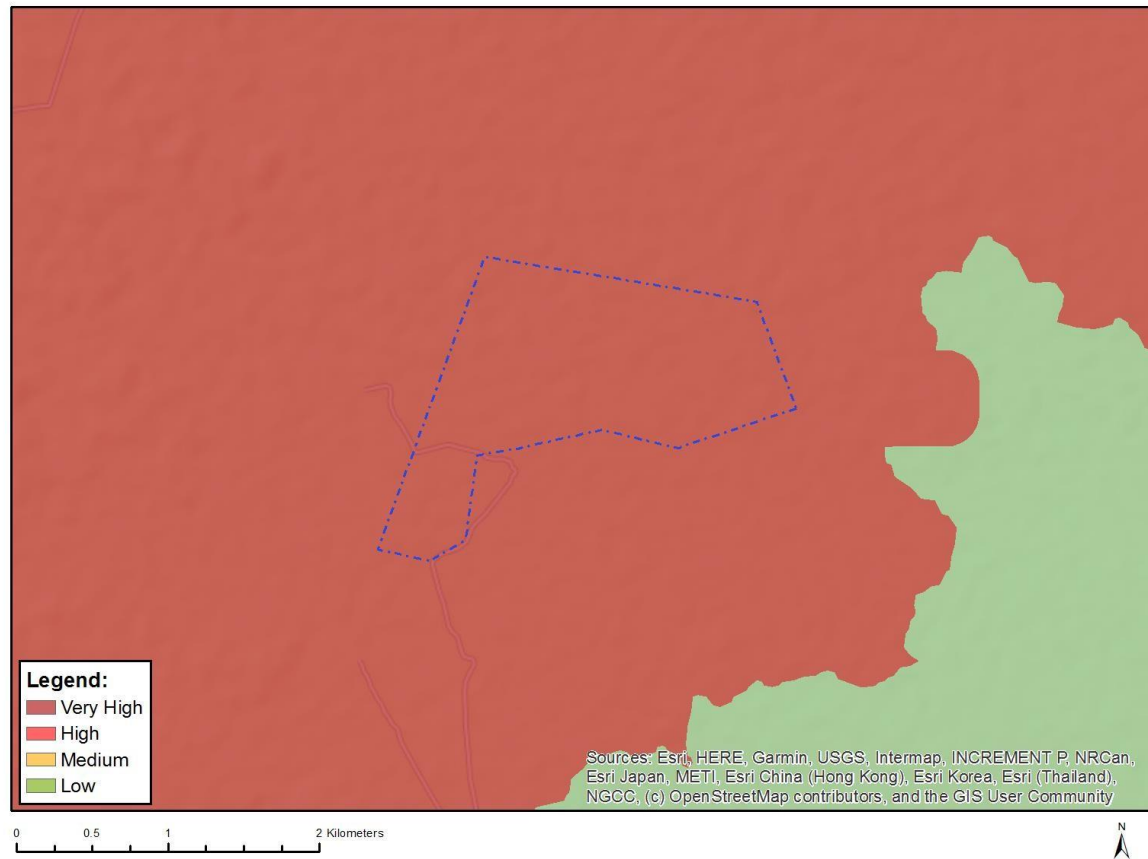 Legend:
Very High
High
Medium
Low
Sources: Esri, HERE, Garmin, USGS, Intermap, INCREMENT P, NRCan,
Esri Japan, METI, Esri China (Hong Kong), Esri Korea, Esri (Thailand),
NGCC, (c) OpenStreetMap contributors, and the GIS User Community
0 0.5 1 2 Kilometers
N